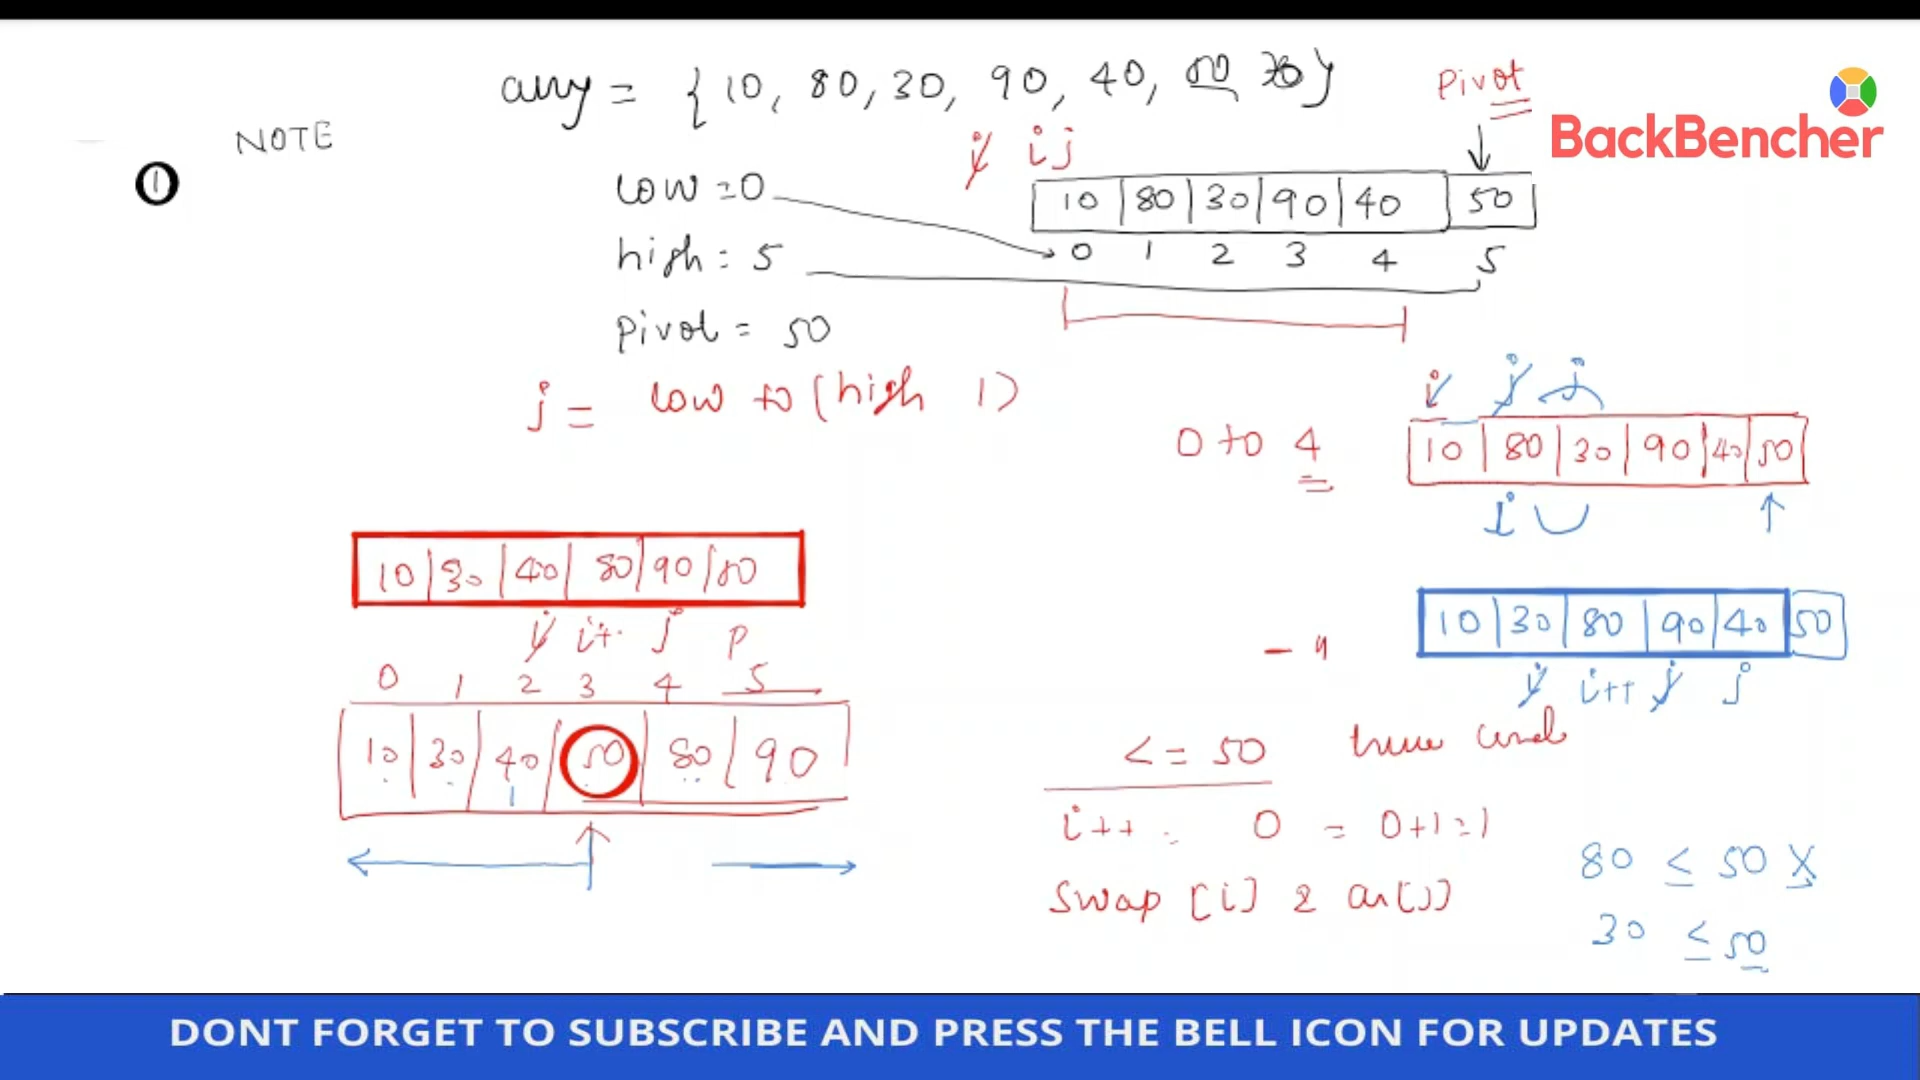 arry = { 10, 80, 30, 90, 40, 50 }
Pivot
BackBencher
NOTE
i ij
①
low = 0
10 | 80 | 30 | 90 | 40 | 50
high = 5
0 1 2 3 4 5
pivot = 50
j = low to (high 1)
i j j
0 to 4
10 | 80 | 30 | 90 | 40 | 50
i
10 | 30 | 40 | 80 | 90 | 50
10 | 30 | 80 | 90 | 40 | 50
i i+ j P
i i++ j j
0 1 2 3 4 5
10 | 30 | 40 | 50 | 80 | 90
<= 50 true
i++ = 0 = 0+1=1
80 ≤ 50 X
Swap [i] & arr[j]
30 ≤ 50
DONT FORGET TO SUBSCRIBE AND PRESS THE BELL ICON FOR UPDATES